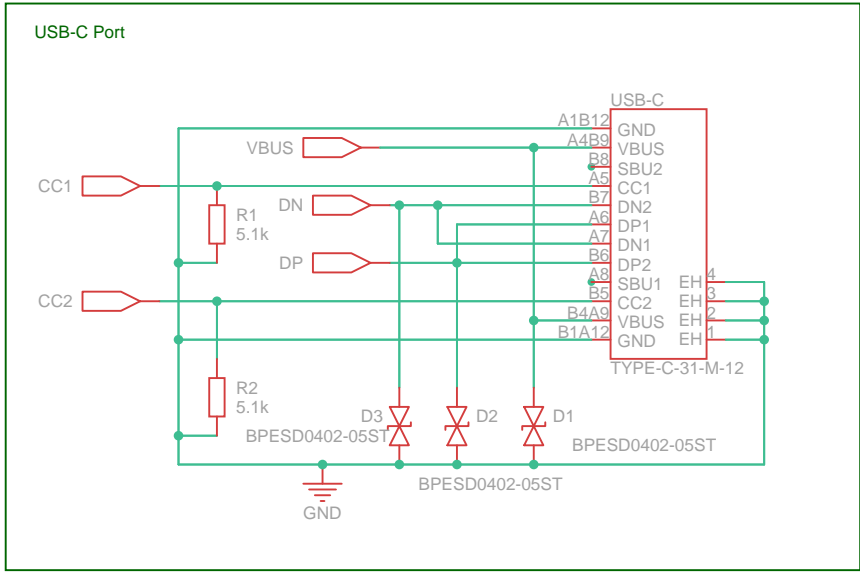 USB-C Port
USB-C
A1B12 GND
VBUS A4B9 VBUS
B8 SBU2
CC1 A5 CC1
DN B7 DN2
R1 A6 DP1
5.1k A7 DN1
DP B6 DP2
A8 SBU1 EH 4
CC2 B5 CC2 EH 3
B4A9 VBUS EH 2
B1A12 GND EH 1
TYPE-C-31-M-12
R2
5.1k
D3 D2 D1
BPESD0402-05ST
BPESD0402-05ST
BPESD0402-05ST
GND